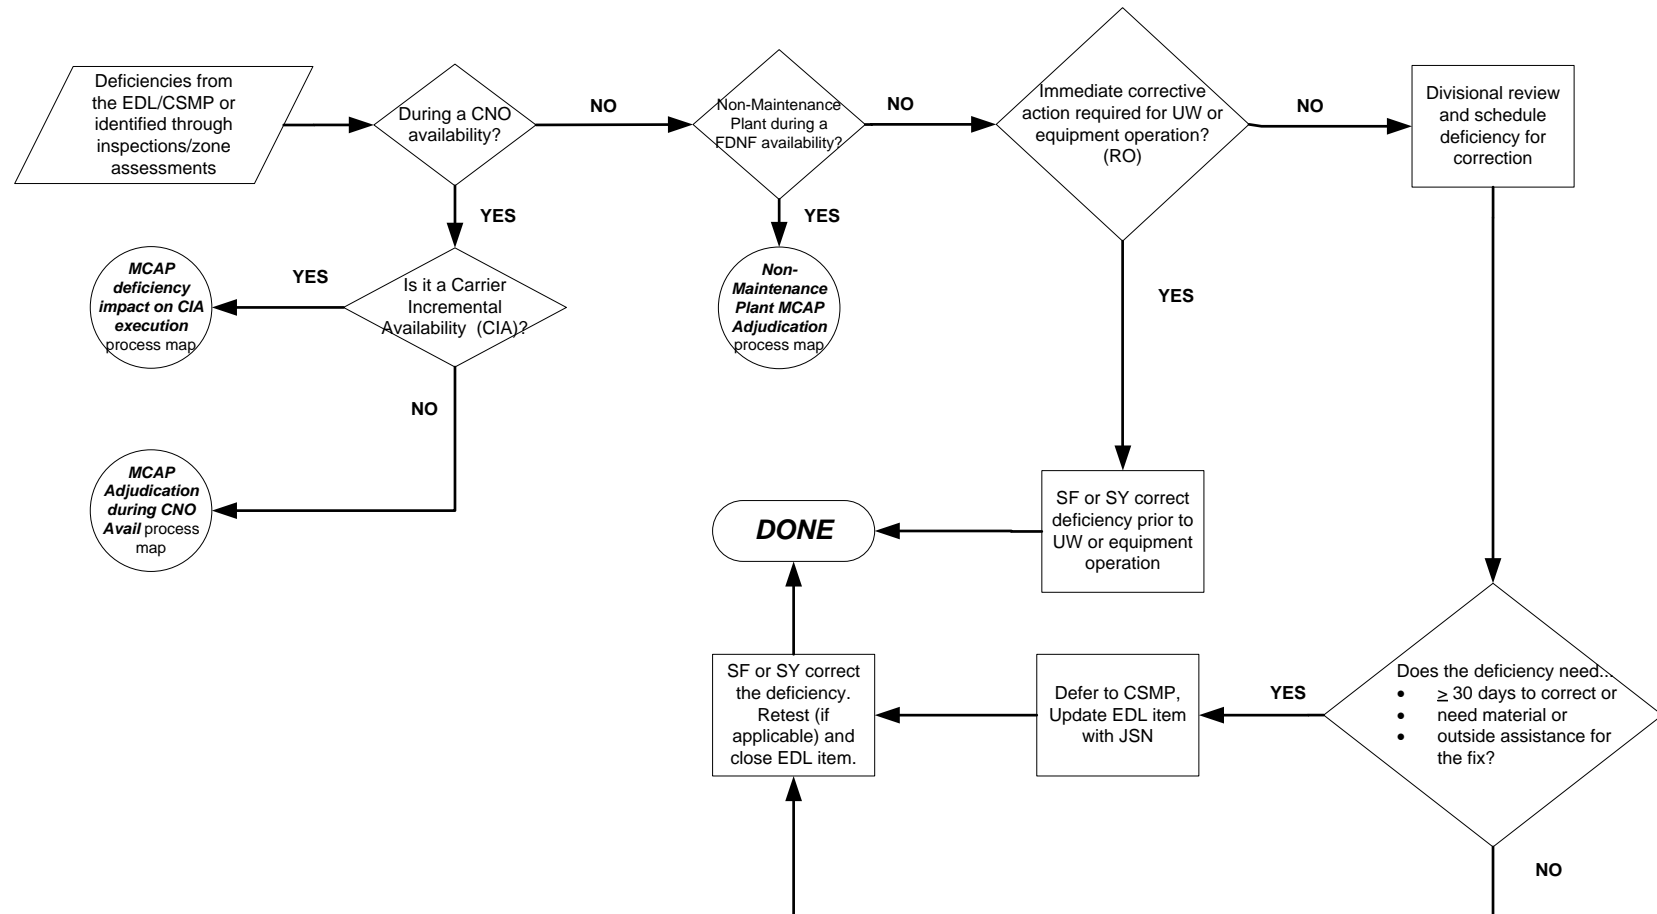 Deficiencies from
the EDL/CSMP or
identified through
inspections/zone
assessments
During a CNO
availability?
NO
Non-Maintenance
Plant during a
FDNF availability?
NO
Immediate corrective
action required for UW or
equipment operation?
(RO)
NO
Divisional review
and schedule
deficiency for
correction
YES
YES
YES
MCAP
deficiency
impact on CIA
execution
process map
YES
Is it a Carrier
Incremental
Availability (CIA)?
Non-
Maintenance
Plant MCAP
Adjudication
process map
NO
MCAP
Adjudication
during CNO
Avail process
map
DONE
SF or SY correct
deficiency prior to
UW or equipment
operation
SF or SY correct
the deficiency.
Retest (if
applicable) and
close EDL item.
Defer to CSMP,
Update EDL item
with JSN
YES
Does the deficiency need...
• ≥ 30 days to correct or
• need material or
• outside assistance for
the fix?
NO